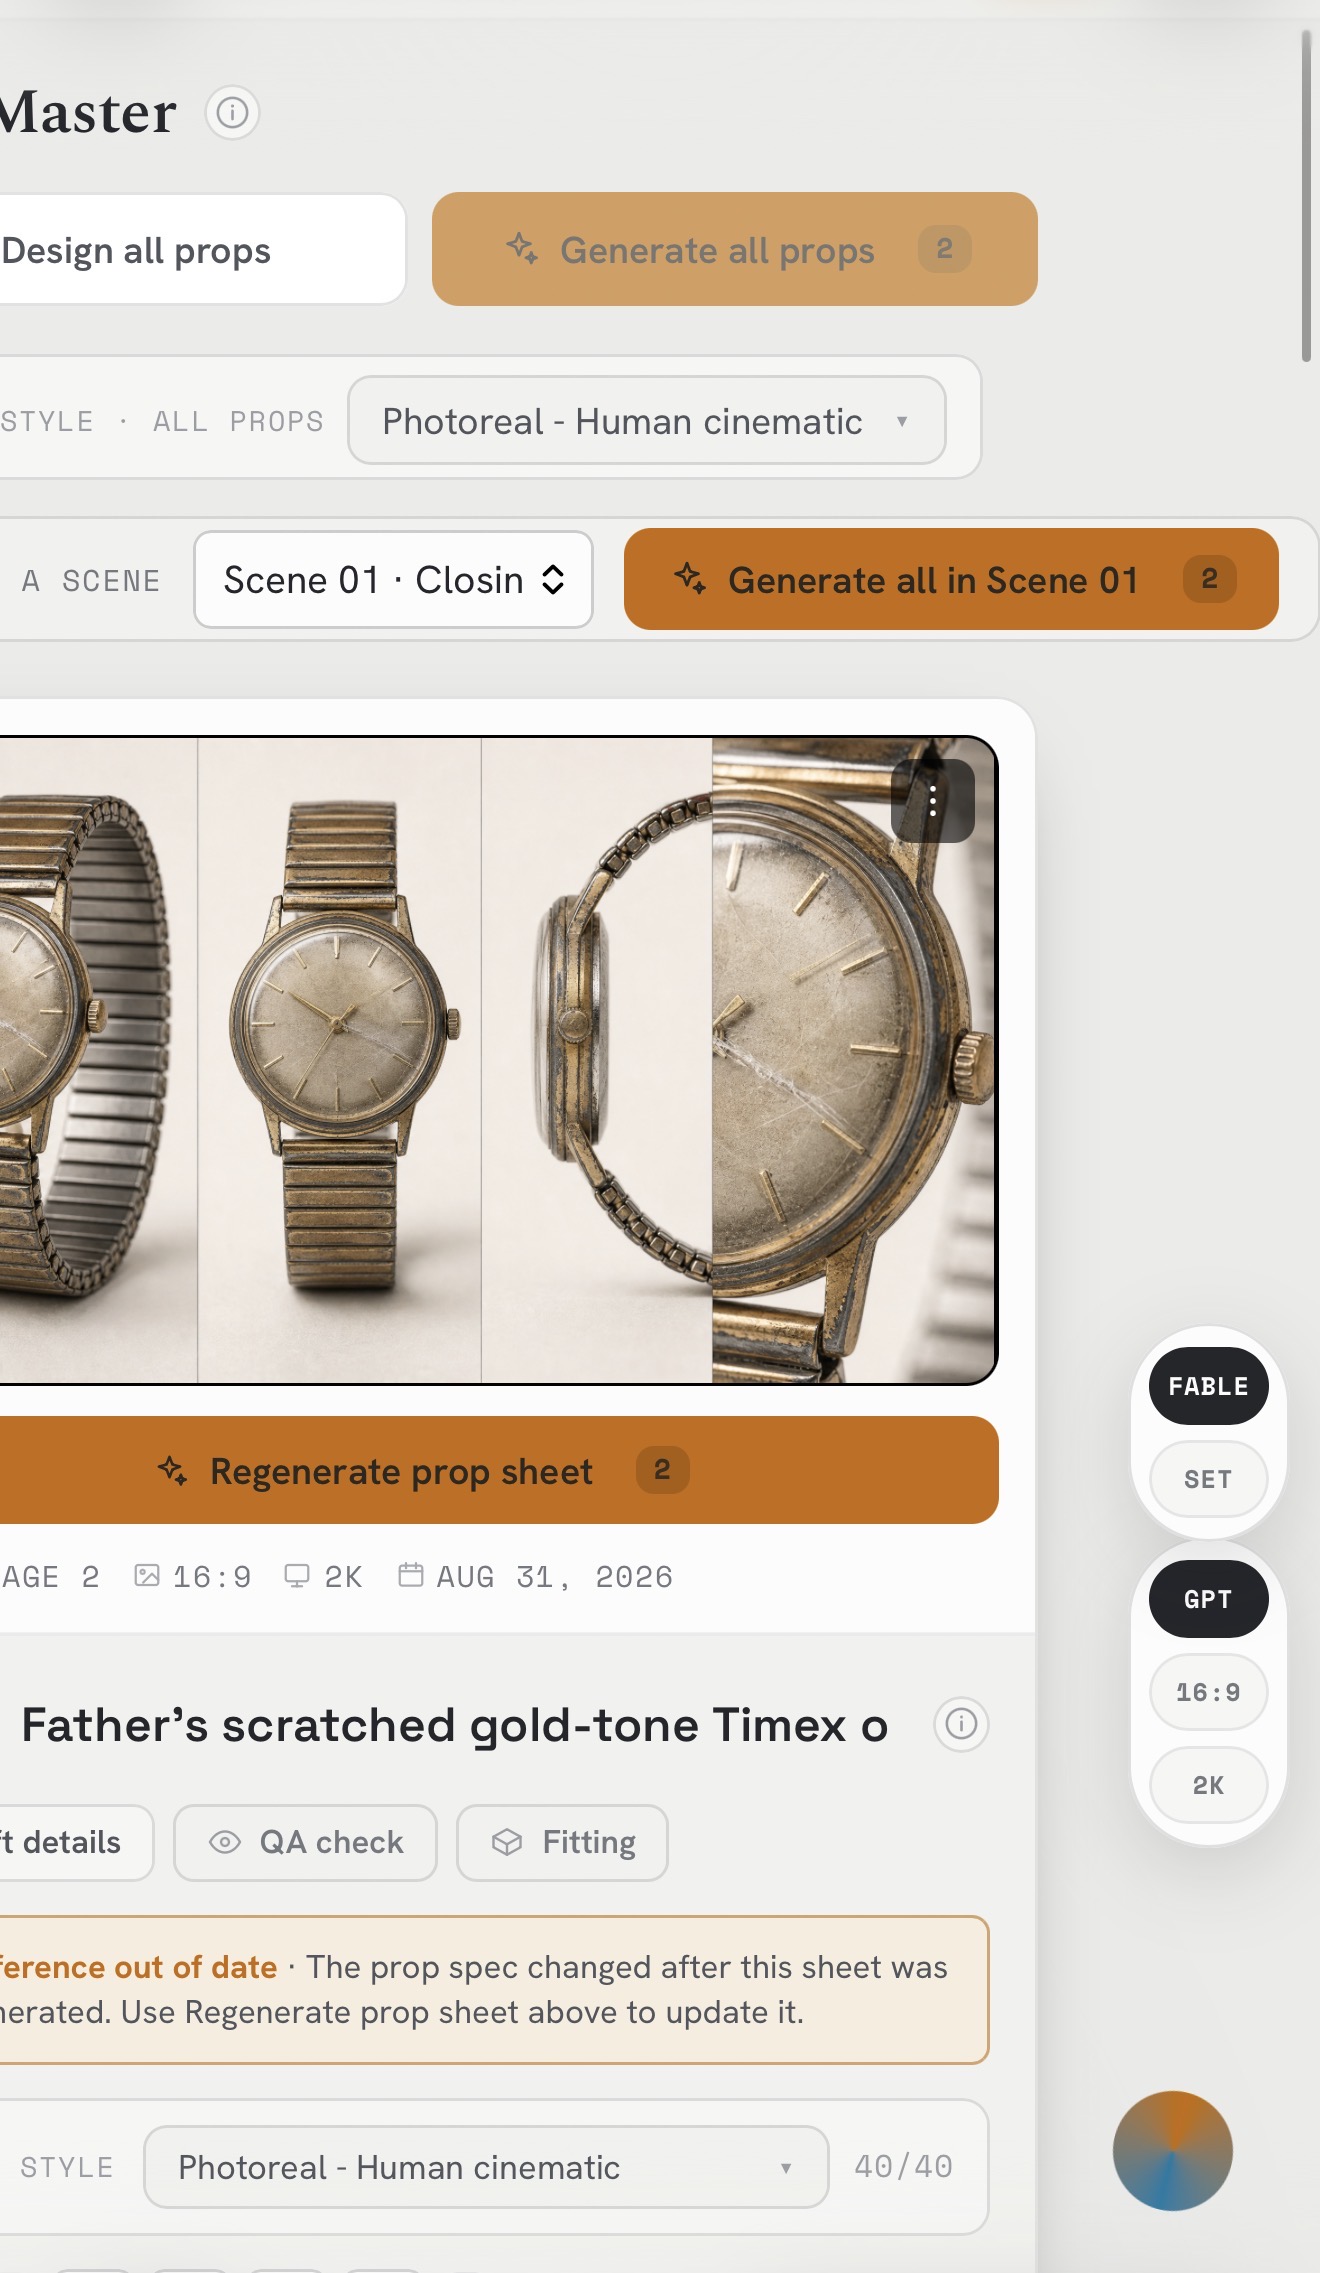 Master
Design all props
Generate all props 2
STYLE · ALL PROPS
Photoreal - Human cinematic
A SCENE
Scene 01 · Closin
Generate all in Scene 01 2
Regenerate prop sheet 2
AGE 2 16:9 2K AUG 31, 2026
FABLE
SET
GPT
16:9
2K
Father's scratched gold-tone Timex o
ft details
QA check
Fitting
ference out of date · The prop spec changed after this sheet was
nerated. Use Regenerate prop sheet above to update it.
STYLE
Photoreal - Human cinematic
40/40